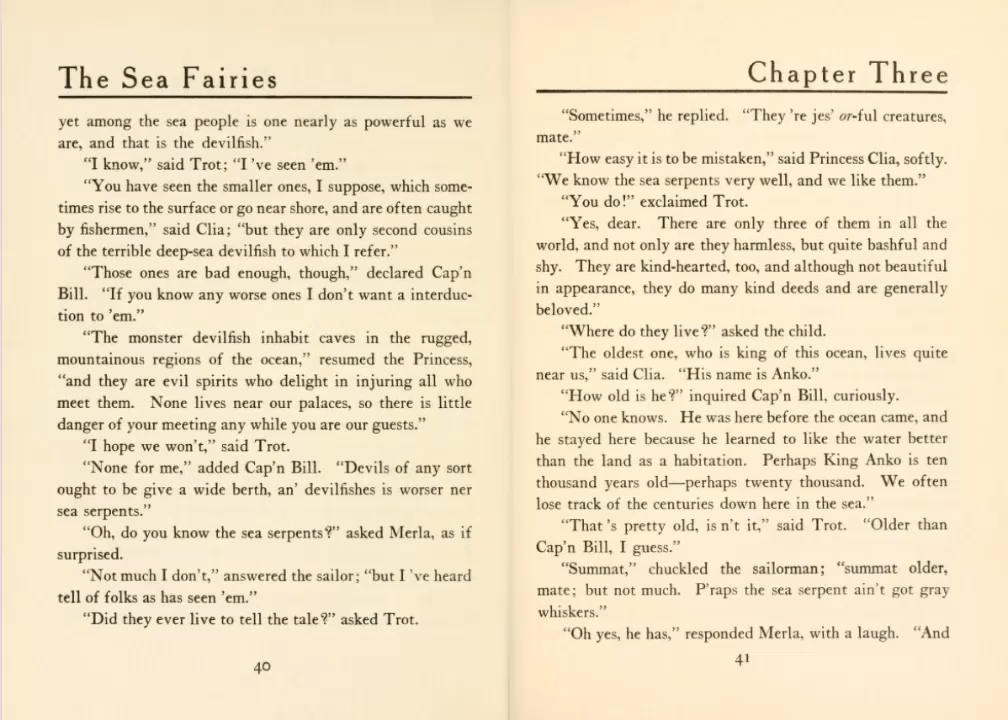 The Sea Fairies
yet among the sea people is one nearly as powerful as we
are, and that is the devilfish.”
“I know,” said Trot; “I ’ve seen ’em.”
“You have seen the smaller ones, I suppose, which some-
times rise to the surface or go near shore, and are often caught
by fishermen,” said Clia; “but they are only second cousins
of the terrible deep-sea devilfish to which I refer.”
“Those ones are bad enough, though,” declared Cap’n
Bill. “If you know any worse ones I don’t want a interduc-
tion to ’em.”
“The monster devilfish inhabit caves in the rugged,
mountainous regions of the ocean,” resumed the Princess,
“and they are evil spirits who delight in injuring all who
meet them. None lives near our palaces, so there is little
danger of your meeting any while you are our guests.”
“I hope we won’t,” said Trot.
“None for me,” added Cap’n Bill. “Devils of any sort
ought to be give a wide berth, an’ devilfishes is worser ner
sea serpents.”
“Oh, do you know the sea serpents?” asked Merla, as if
surprised.
“Not much I don’t,” answered the sailor; “but I ’ve heard
tell of folks as has seen ’em.”
“Did they ever live to tell the tale?” asked Trot.
40
Chapter Three
“Sometimes,” he replied. “They ’re jes’ or-ful creatures,
mate.”
“How easy it is to be mistaken,” said Princess Clia, softly.
“We know the sea serpents very well, and we like them.”
“You do!” exclaimed Trot.
“Yes, dear. There are only three of them in all the
world, and not only are they harmless, but quite bashful and
shy. They are kind-hearted, too, and although not beautiful
in appearance, they do many kind deeds and are generally
beloved.”
“Where do they live?” asked the child.
“The oldest one, who is king of this ocean, lives quite
near us,” said Clia. “His name is Anko.”
“How old is he?” inquired Cap’n Bill, curiously.
“No one knows. He was here before the ocean came, and
he stayed here because he learned to like the water better
than the land as a habitation. Perhaps King Anko is ten
thousand years old—perhaps twenty thousand. We often
lose track of the centuries down here in the sea.”
“That ’s pretty old, is n’t it,” said Trot. “Older than
Cap’n Bill, I guess.”
“Summat,” chuckled the sailorman; “summat older,
mate; but not much. P’raps the sea serpent ain’t got gray
whiskers.”
“Oh yes, he has,” responded Merla, with a laugh. “And
41